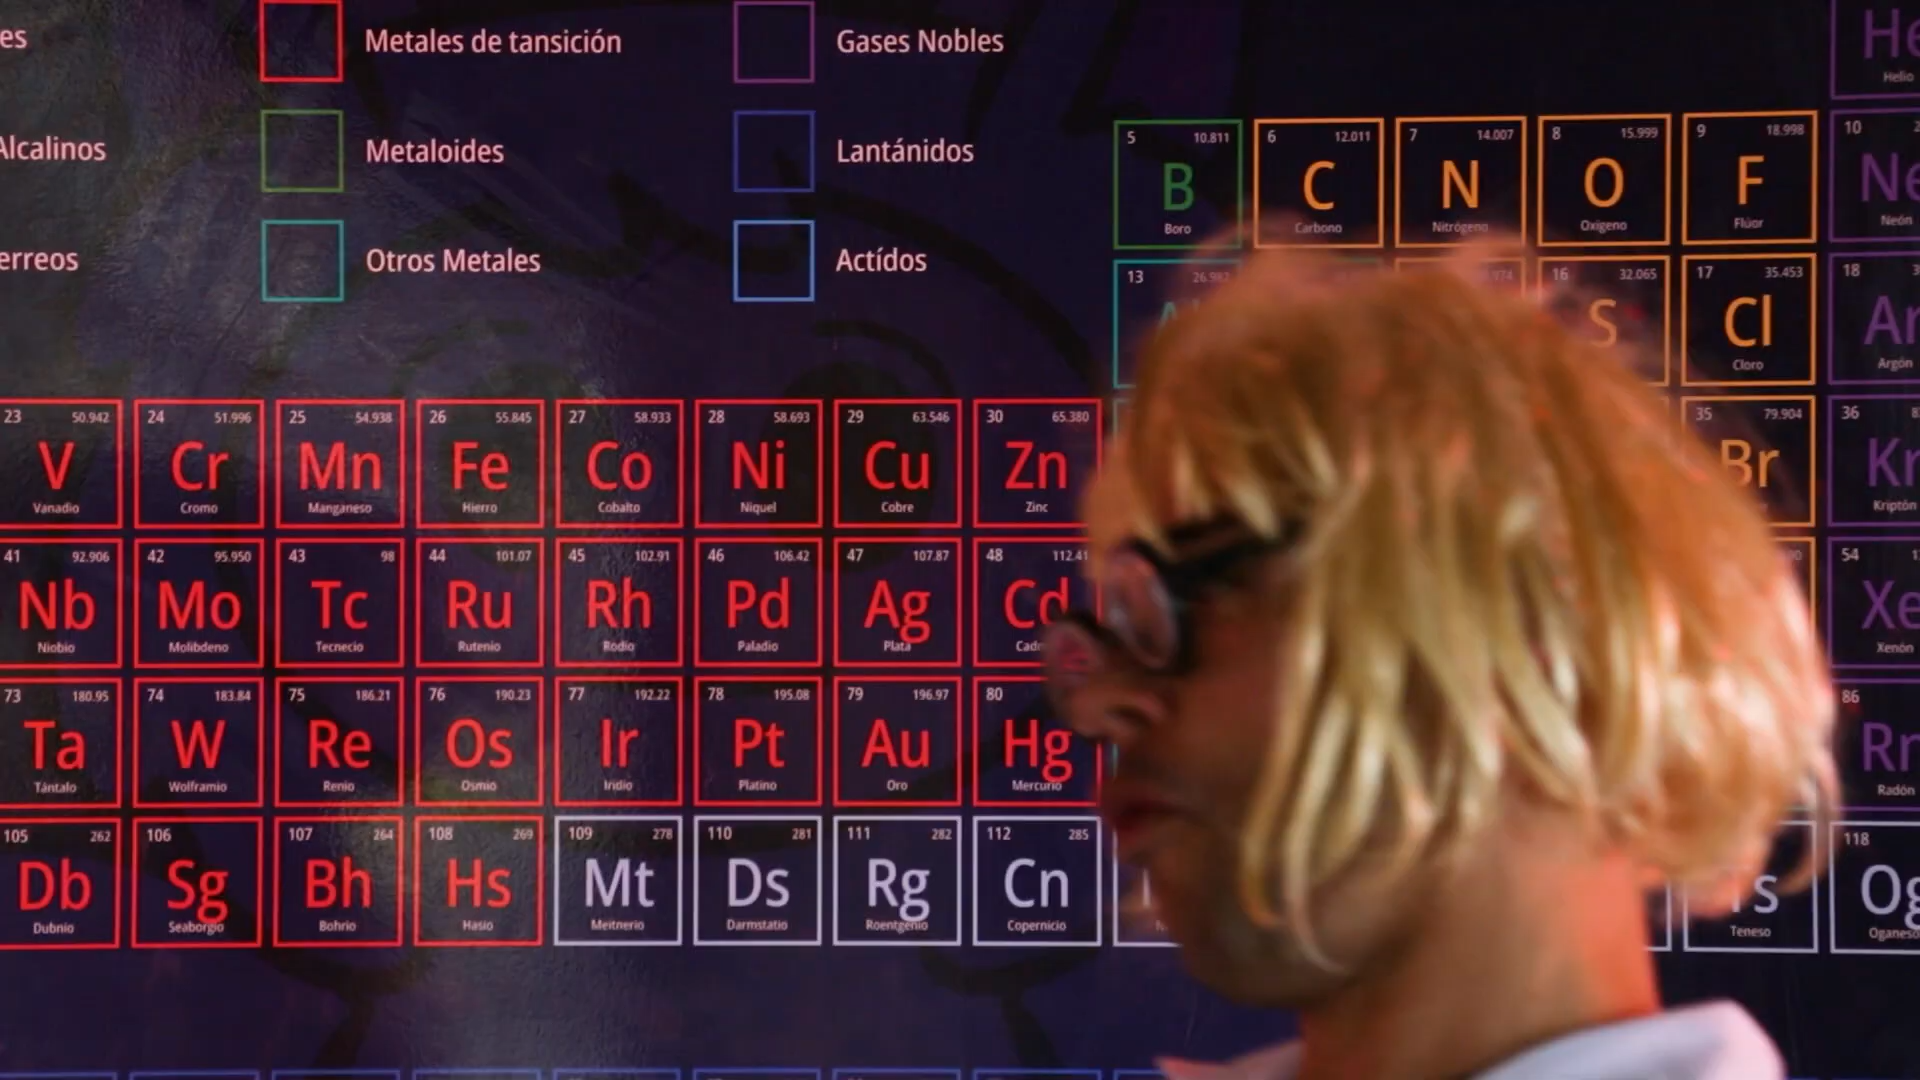 es
Metales de tansición
Gases Nobles
Alcalinos
Metaloides
Lantánidos
erreos
Otros Metales
Actídos
He
Helio
5 10.811 6 12.011 7 14.007 8 15.999 9 18.998 10
B C N O F Ne
Boro Carbono Nitrógeno Oxígeno Flúor Neón
13 26.982 16 32.065 17 35.453 18
S Cl Ar
Cloro Argón
23 50.942 24 51.996 25 54.938 26 55.845 27 58.933 28 58.693 29 63.546 30 65.380 35 79.904 36
V Cr Mn Fe Co Ni Cu Zn Br Kr
Vanadio Cromo Manganeso Hierro Cobalto Niquel Cobre Zinc Kriptón
41 92.906 42 95.950 43 98 44 101.07 45 102.91 46 106.42 47 107.87 48 112.41 54
Nb Mo Tc Ru Rh Pd Ag Cd Xe
Niobio Molibdeno Tecnecio Rutenio Rodio Paladio Plata Xenón
73 180.95 74 183.84 75 186.21 76 190.23 77 192.22 78 195.08 79 196.97 80 86
Ta W Re Os Ir Pt Au Hg Rn
Tántalo Wolframio Renio Osmio Iridio Platino Oro Mercurio Radón
105 262 106 107 264 108 269 109 278 110 281 111 282 112 285 118
Db Sg Bh Hs Mt Ds Rg Cn Ts Og
Dubnio Seaborgio Bohrio Hasio Meitnerio Darmstatio Roentgenio Copernicio Teneso Oganeso